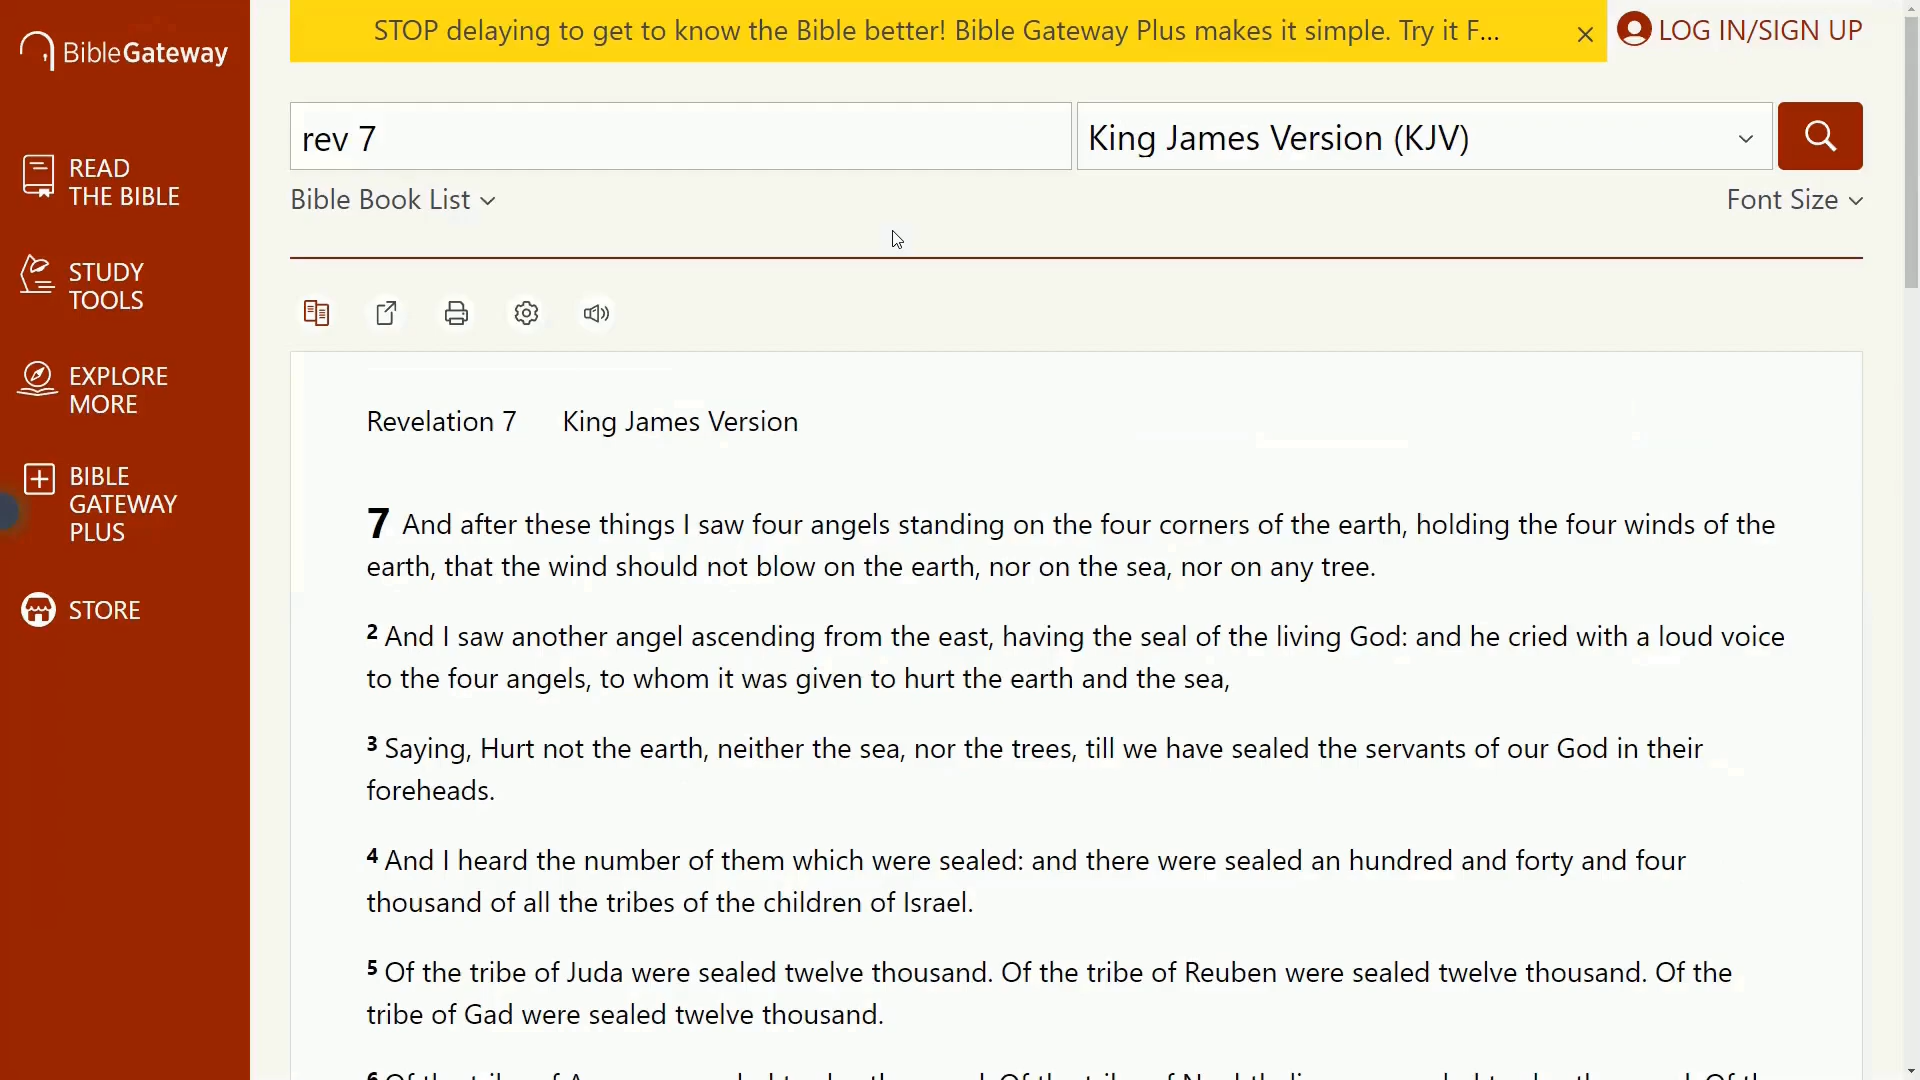 BibleGateway
STOP delaying to get to know the Bible better! Bible Gateway Plus makes it simple. Try it F...
LOG IN/SIGN UP
rev 7
King James Version (KJV)
Bible Book List
Font Size
READ
THE BIBLE
STUDY
TOOLS
EXPLORE
MORE
BIBLE
GATEWAY
PLUS
STORE
Revelation 7 King James Version
7 And after these things I saw four angels standing on the four corners of the earth, holding the four winds of the
earth, that the wind should not blow on the earth, nor on the sea, nor on any tree.
2 And I saw another angel ascending from the east, having the seal of the living God: and he cried with a loud voice
to the four angels, to whom it was given to hurt the earth and the sea,
3 Saying, Hurt not the earth, neither the sea, nor the trees, till we have sealed the servants of our God in their
foreheads.
4 And I heard the number of them which were sealed: and there were sealed an hundred and forty and four
thousand of all the tribes of the children of Israel.
5 Of the tribe of Juda were sealed twelve thousand. Of the tribe of Reuben were sealed twelve thousand. Of the
tribe of Gad were sealed twelve thousand.